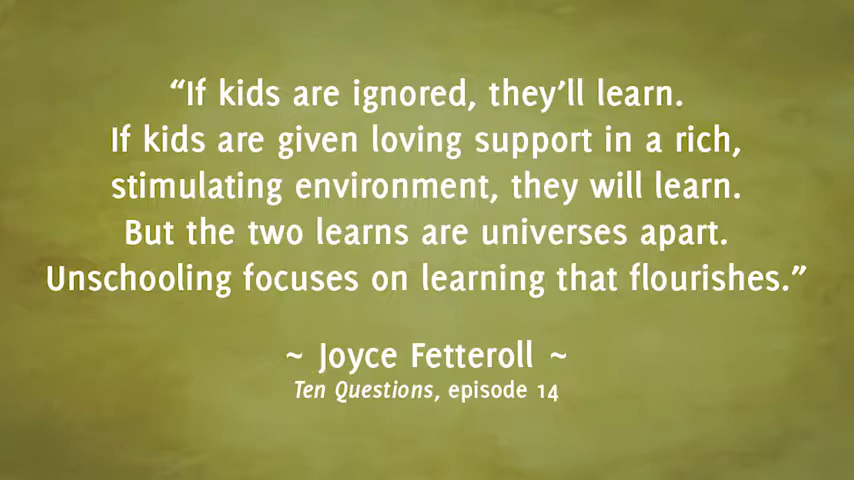 “If kids are ignored, they’ll learn.
If kids are given loving support in a rich,
stimulating environment, they will learn.
But the two learns are universes apart.
Unschooling focuses on learning that flourishes.”
~ Joyce Fetteroll ~
Ten Questions, episode 14